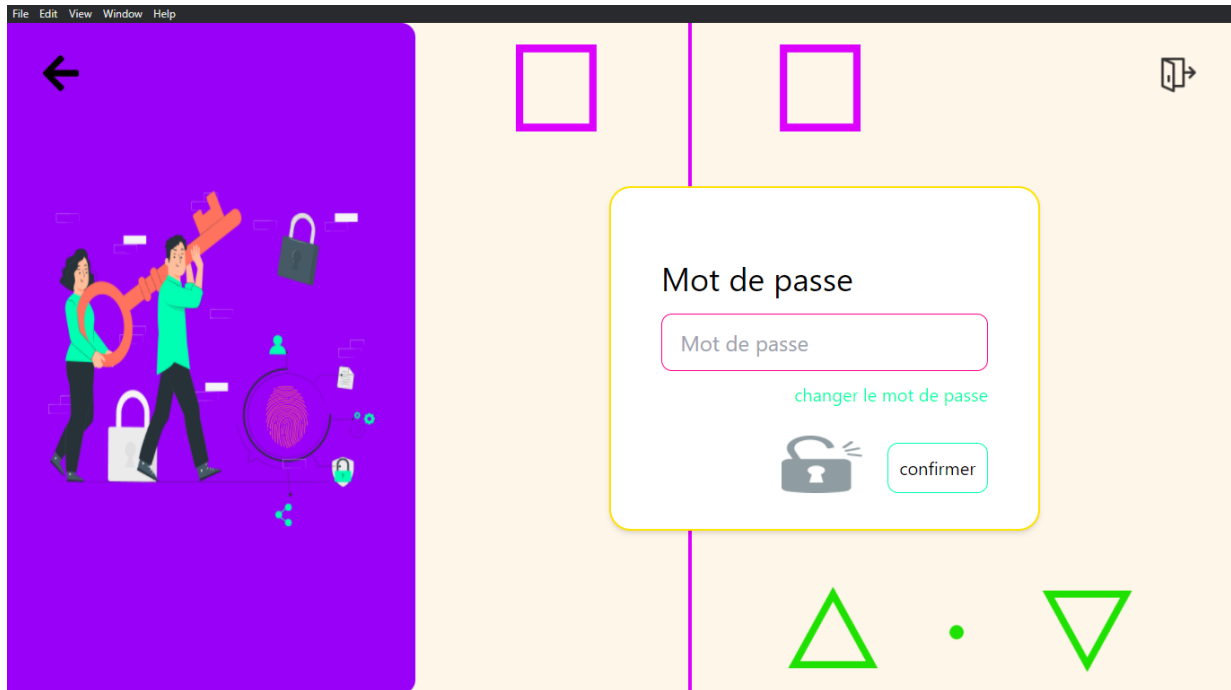 File Edit View Window Help
Mot de passe
Mot de passe
changer le mot de passe
confirmer